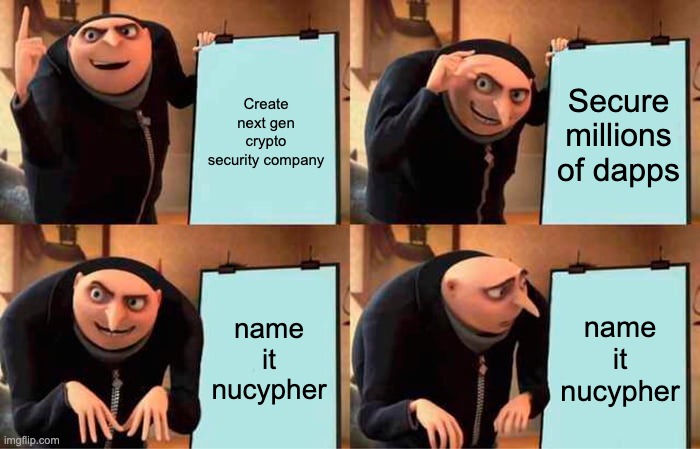 Create
next gen
crypto
security company
Secure
millions
of dapps
name
it
nucypher
name
it
nucypher
imgflip.com